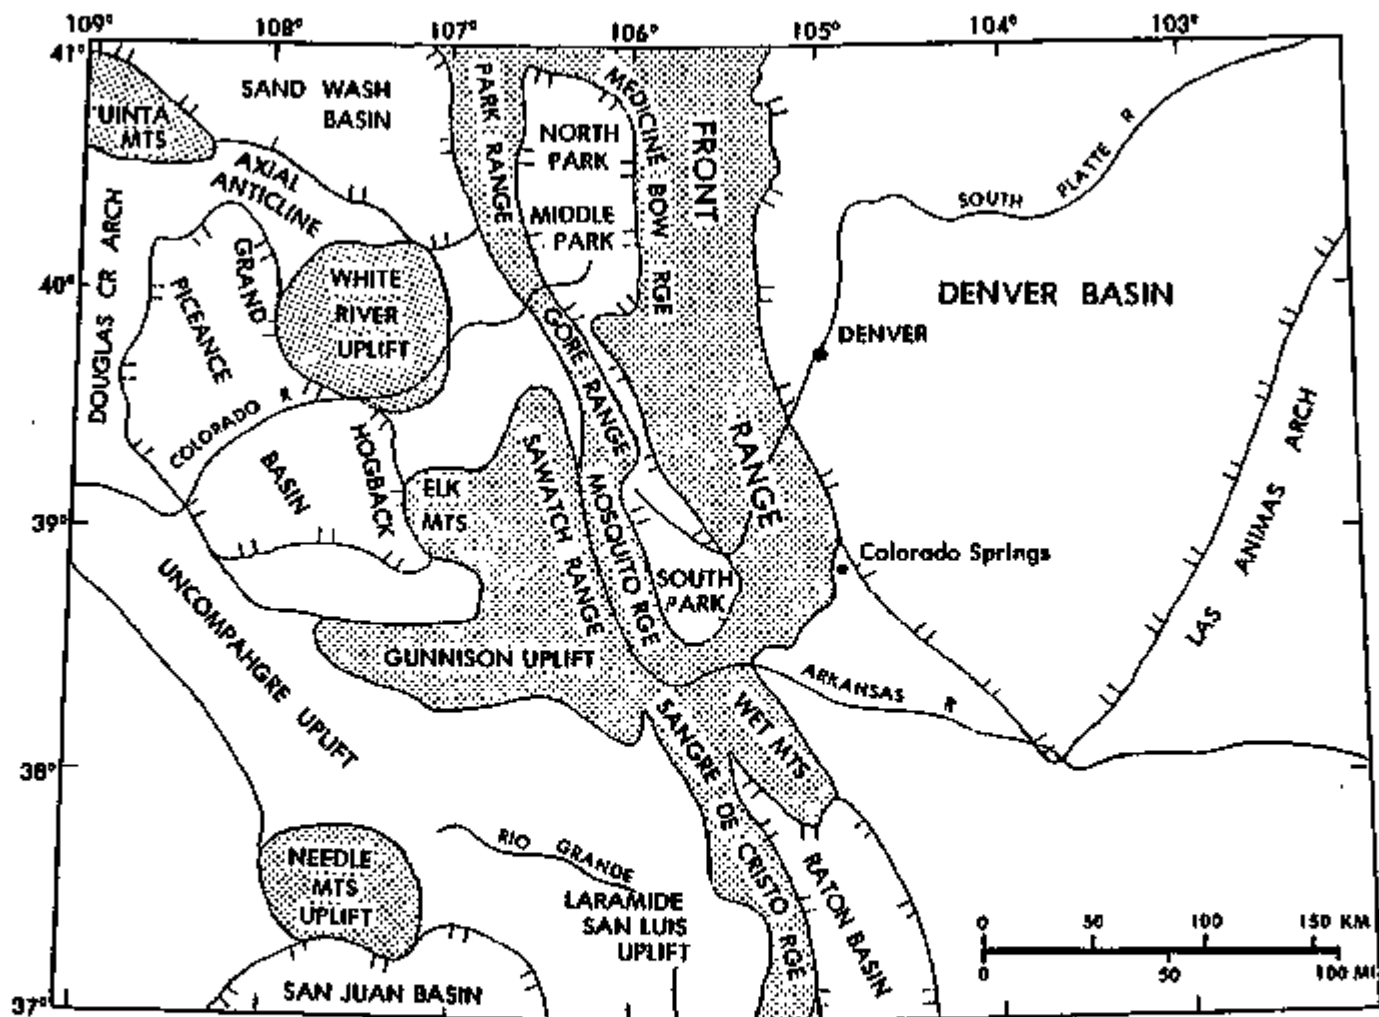 109°
108°
107°
106°
105°
104°
103°
41°
40°
39°
38°
37°
UINTA
MTS
SAND WASH
BASIN
PARK RANGE
NORTH
PARK
MIDDLE
PARK
MEDICINE BOW RGE
FRONT
RANGE
AXIAL
ANTICLINE
DOUGLAS CR ARCH
PICEANCE
BASIN
GRAND
HOGBACK
WHITE
RIVER
UPLIFT
COLORADO R
GORE RANGE
SOUTH PLATTE R
DENVER BASIN
DENVER
LAS ANIMAS ARCH
ELK
MTS
SAWATCH RANGE
MOSQUITO RGE
SOUTH
PARK
Colorado Springs
UNCOMPAHGRE UPLIFT
GUNNISON UPLIFT
ARKANSAS R
SANGRE DE CRISTO RGE
WET MTS
RATON BASIN
NEEDLE
MTS
UPLIFT
RIO GRANDE
LARAMIDE
SAN LUIS
UPLIFT
SAN JUAN BASIN
0 50 100 150 KM
0 50 100 MI